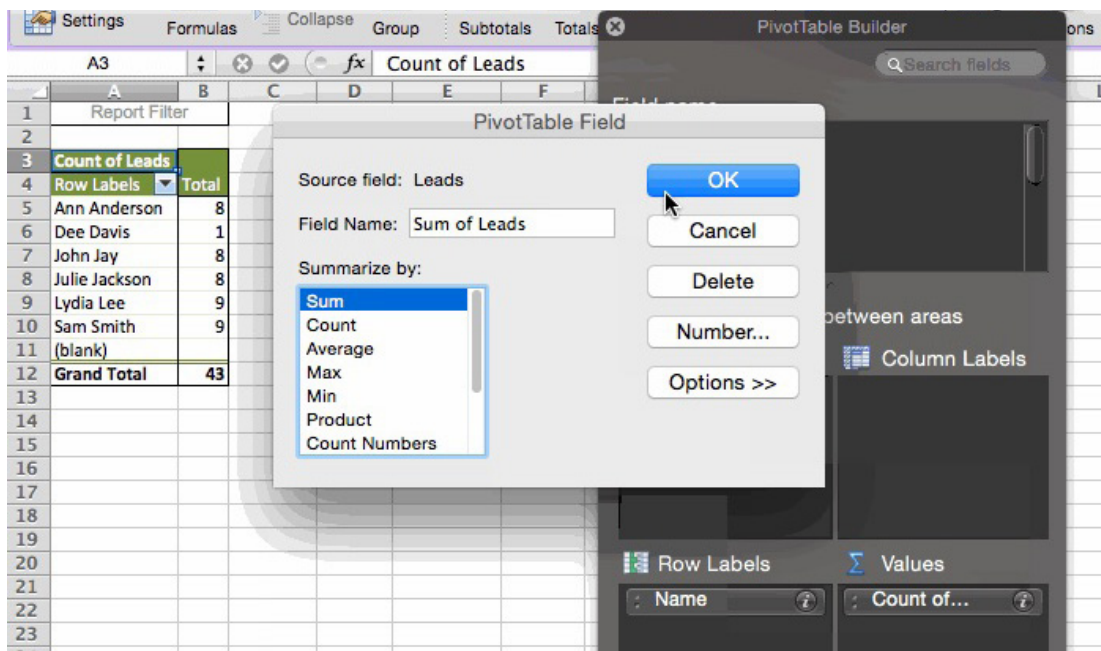 Settings Formulas Collapse Group Subtotals Totals
A3 fx Count of Leads
A B C D E F
1 Report Filter
2
3 Count of Leads
4 Row Labels Total
5 Ann Anderson 8
6 Dee Davis 1
7 John Jay 8
8 Julie Jackson 8
9 Lydia Lee 9
10 Sam Smith 9
11 (blank)
12 Grand Total 43
13
14
15
16
17
18
19
20
21
22
23
PivotTable Builder
ons
Search fields
Field name
PivotTable Field
Source field: Leads
Field Name: Sum of Leads
Summarize by:
Sum
Count
Average
Max
Min
Product
Count Numbers
OK
Cancel
Delete
Number...
Options >>
between areas
Column Labels
Row Labels
Name
Values
Count of...